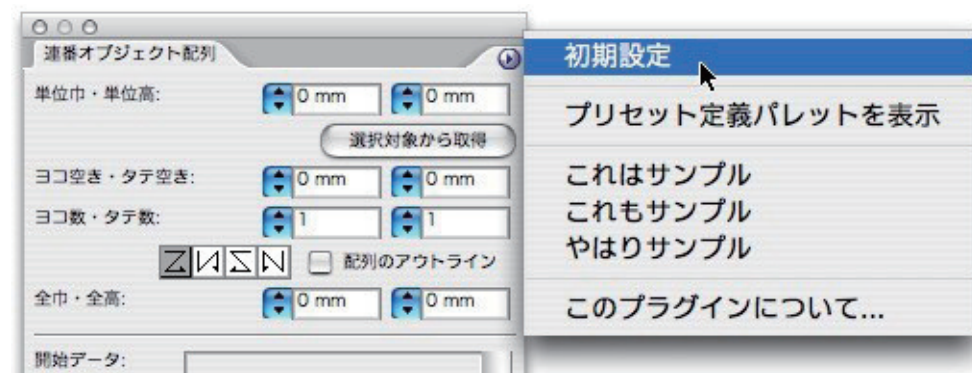 連番オブジェクト配列
単位巾・単位高: 0 mm 0 mm
選択対象から取得
ヨコ空き・タテ空き: 0 mm 0 mm
ヨコ数・タテ数: 1 1
配列のアウトライン
全巾・全高: 0 mm 0 mm
開始データ:
初期設定
プリセット定義パレットを表示
これはサンプル
これもサンプル
やはりサンプル
このプラグインについて...